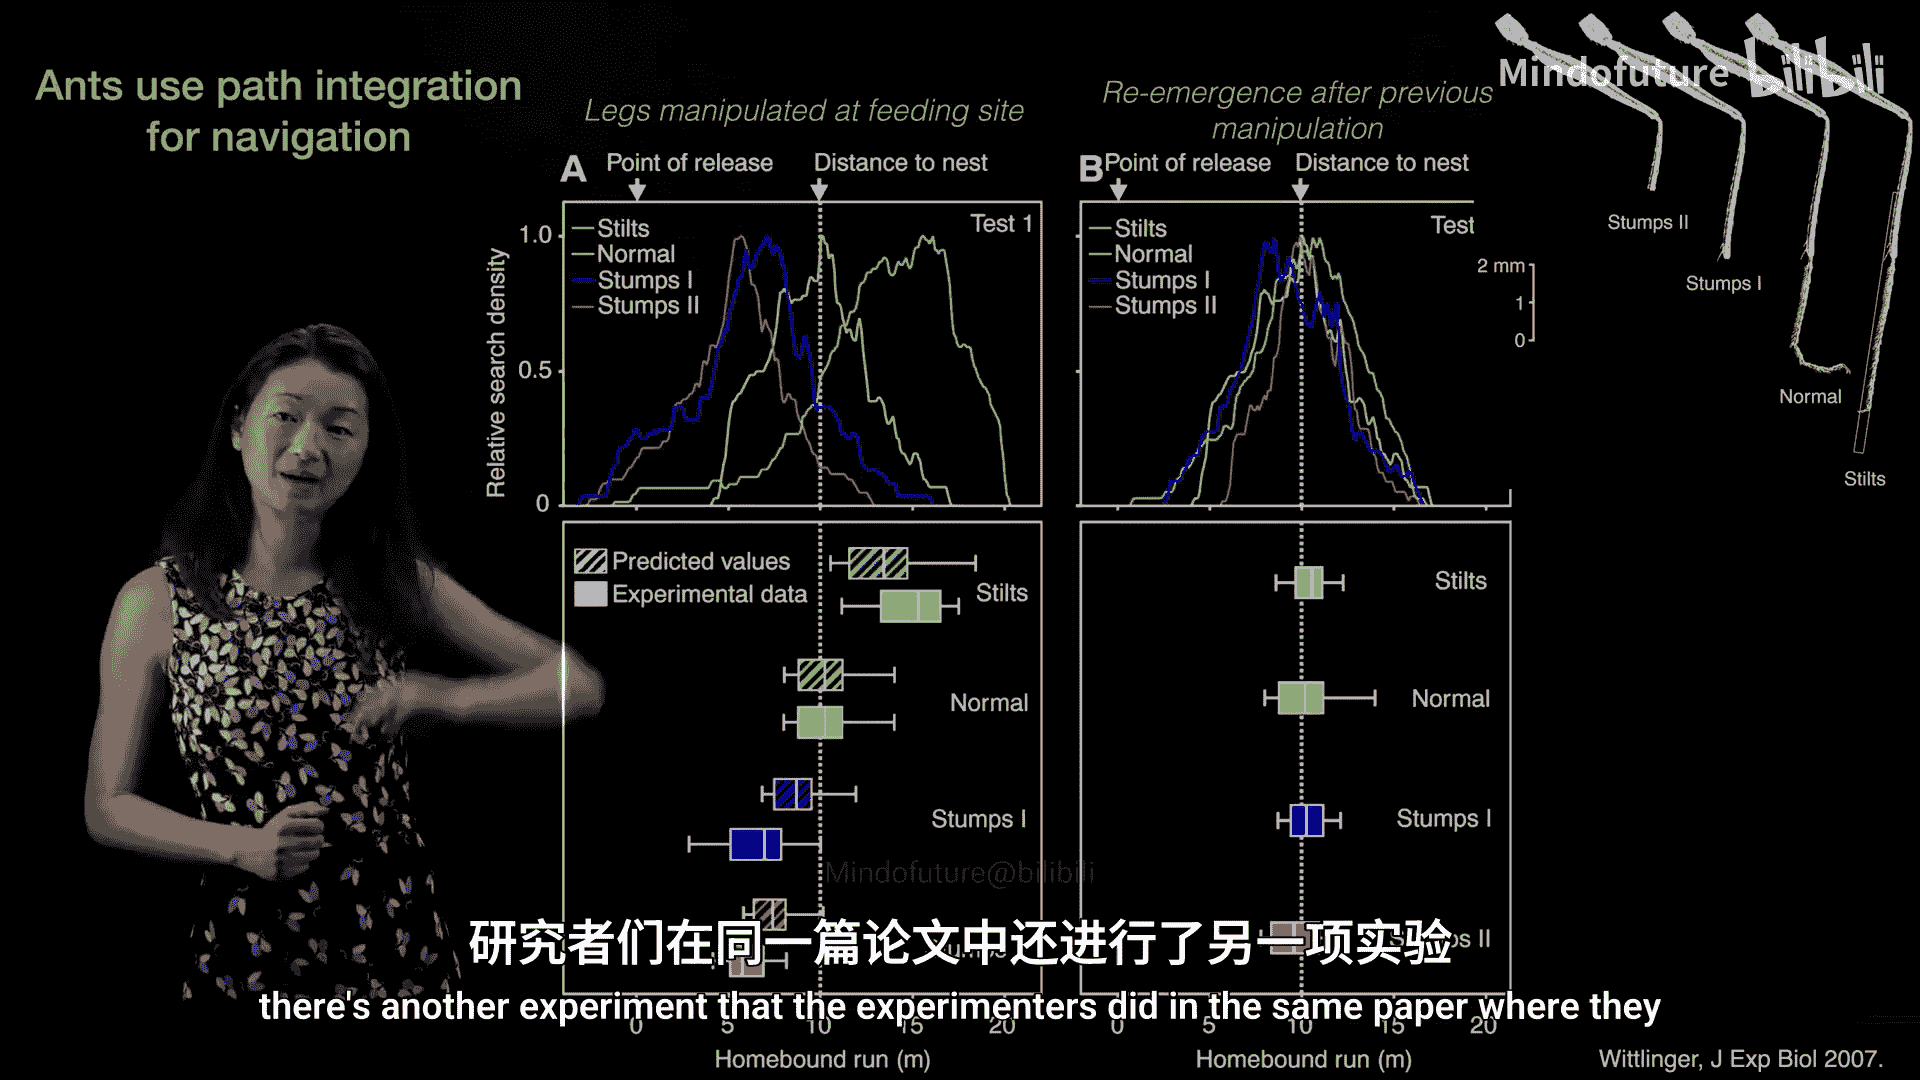 Ants use path integration
for navigation
Legs manipulated at feeding site
Re-emergence after previous
manipulation
Mindofuture bilibili
A Point of release Distance to nest
B Point of release Distance to nest
Test 1
Stilts
Normal
Stumps I
Stumps II
1.0
0.5
0
Relative search density
Test
Stilts
Normal
Stumps I
Stumps II
2 mm
1
0
Stumps II
Stumps I
Normal
Stilts
Predicted values
Experimental data
Stilts
Normal
Stumps I
Stilts
Normal
Stumps I
II
Mindofuture@bilibili
研究者们在同一篇论文中还进行了另一项实验
there's another experiment that the experimenters did in the same paper where they
0 5 10 15 20
0 5 10 15 20
Homebound run (m)
Homebound run (m)
Wittlinger, J Exp Biol 2007.